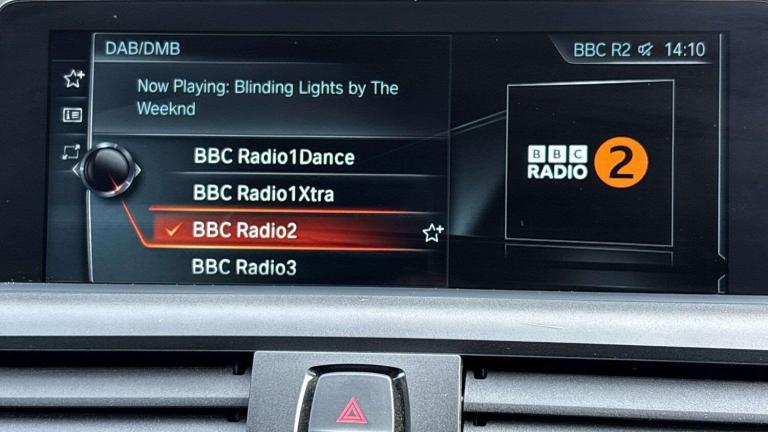 DAB/DMB
BBC R2 14:10
Now Playing: Blinding Lights by The
Weeknd
BBC Radio1Dance
BBC Radio1Xtra
BBC Radio2
BBC Radio3
BBC
RADIO 2